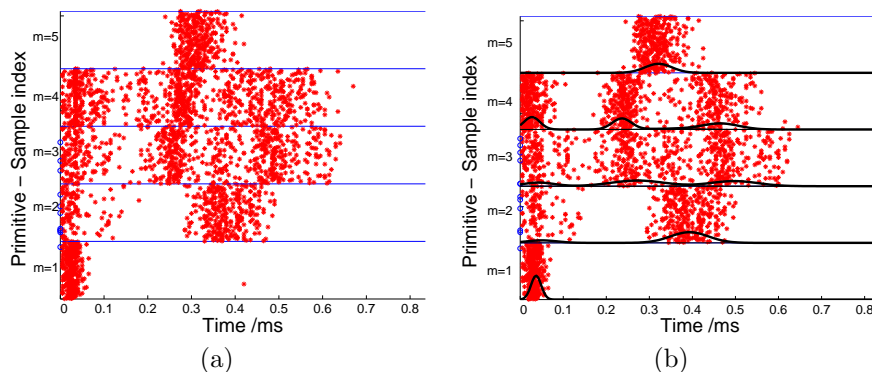 Primitive – Sample index
m=5
m=4
m=3
m=2
m=1
0 0.1 0.2 0.3 0.4 0.5 0.6 0.7 0.8
Time /ms
(a)
Primitive – Sample index
m=5
m=4
m=3
m=2
m=1
0 0.1 0.2 0.3 0.4 0.5 0.6 0.7 0.8
Time /ms
(b)